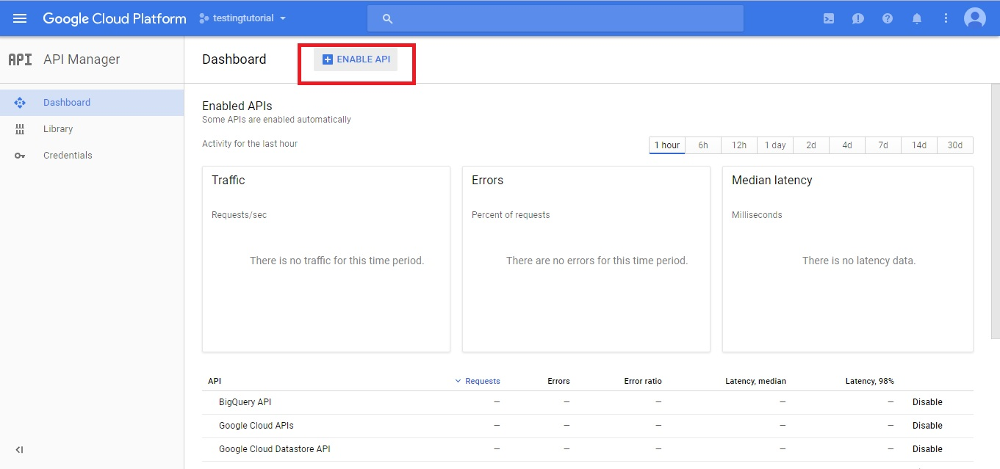 Google Cloud Platform testingtutorial
API API Manager
Dashboard ENABLE API
Dashboard
Library
Credentials
Enabled APIs
Some APIs are enabled automatically
Activity for the last hour
1 hour 6h 12h 1 day 2d 4d 7d 14d 30d
Traffic
Requests/sec
There is no traffic for this time period.
Errors
Percent of requests
There are no errors for this time period.
Median latency
Milliseconds
There is no latency data.
API Requests Errors Error ratio Latency, median Latency, 98%
BigQuery API – – – – – Disable
Google Cloud APIs – – – – – Disable
Google Cloud Datastore API – – – – – Disable